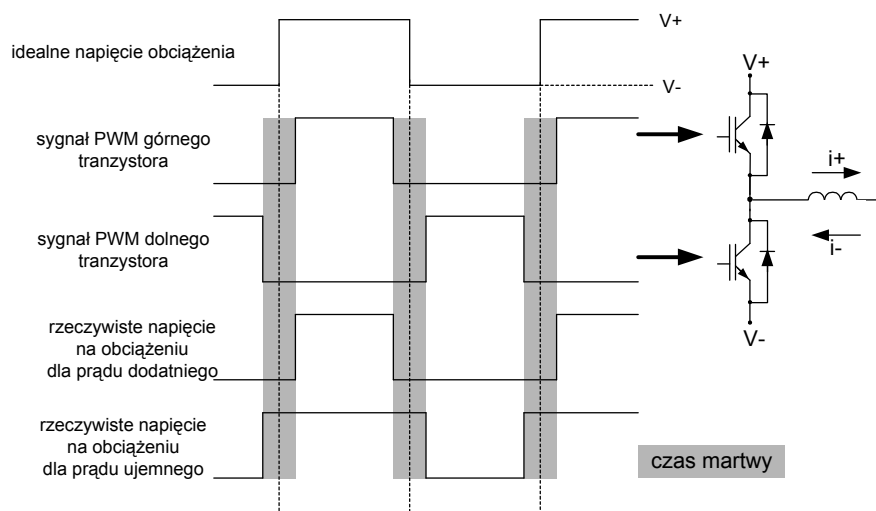 idealne napięcie obciążenia
V+
V-
sygnał PWM górnego
tranzystora
sygnał PWM dolnego
tranzystora
rzeczywiste napięcie
na obciążeniu
dla prądu dodatniego
rzeczywiste napięcie
na obciążeniu
dla prądu ujemnego
V+
i+
i-
V-
czas martwy